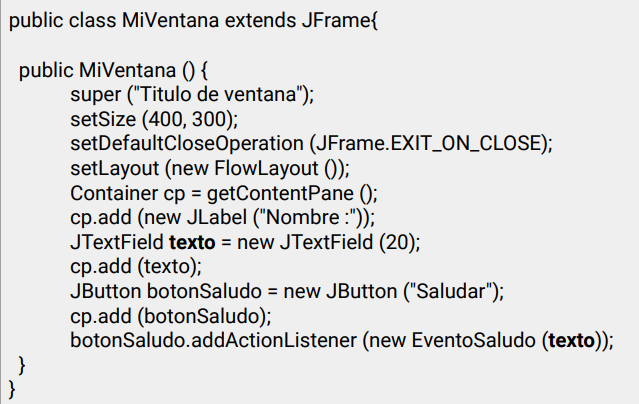 public class MiVentana extends JFrame{
public MiVentana () {
super ("Titulo de ventana");
setSize (400, 300);
setDefaultCloseOperation (JFrame.EXIT_ON_CLOSE);
setLayout (new FlowLayout ());
Container cp = getContentPane ();
cp.add (new JLabel ("Nombre :"));
JTextField texto = new JTextField (20);
cp.add (texto);
JButton botonSaludo = new JButton ("Saludar");
cp.add (botonSaludo);
botonSaludo.addActionListener (new EventoSaludo (texto));
}
}